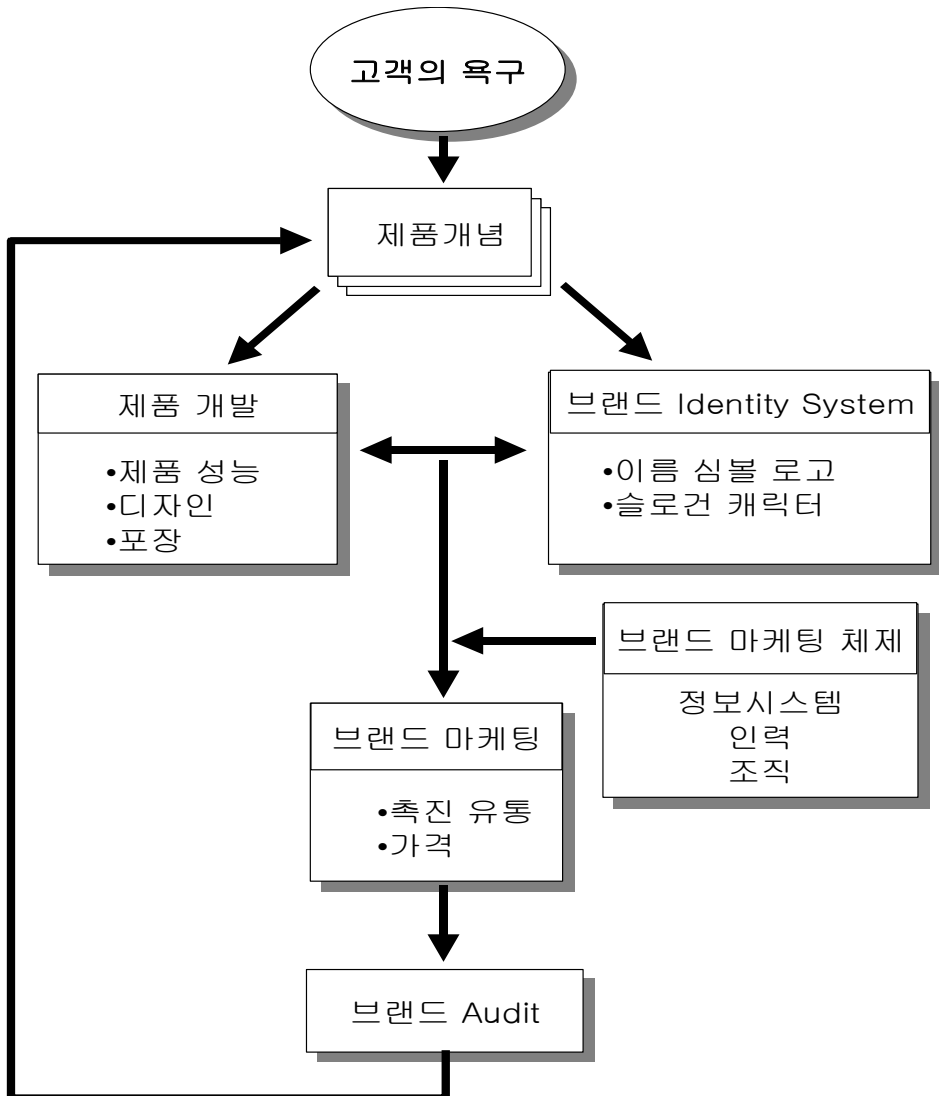 고객의 욕구
제품개념
제품 개발
•제품 성능
•디자인
•포장
브랜드 Identity System
•이름 심볼 로고
•슬로건 캐릭터
브랜드 마케팅 체제
정보시스템
인력
조직
브랜드 마케팅
•촉진 유통
•가격
브랜드 Audit